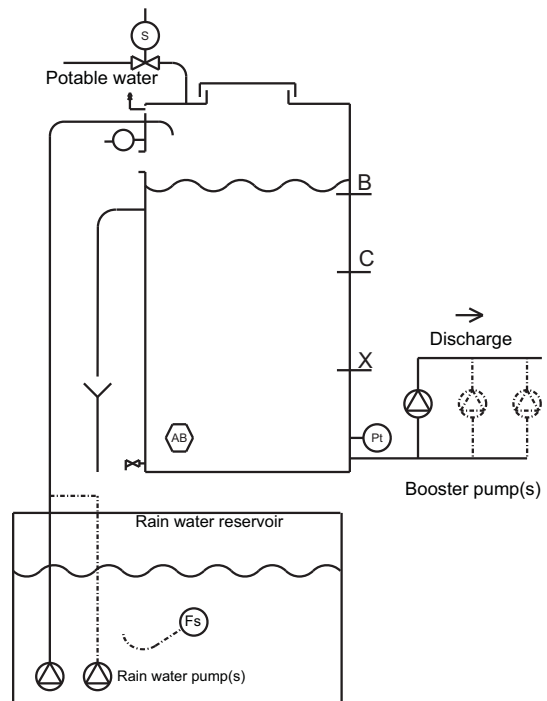 S
Potable water
B
C
Discharge
X
AB
Pt
Booster pump(s)
Rain water reservoir
Fs
Rain water pump(s)